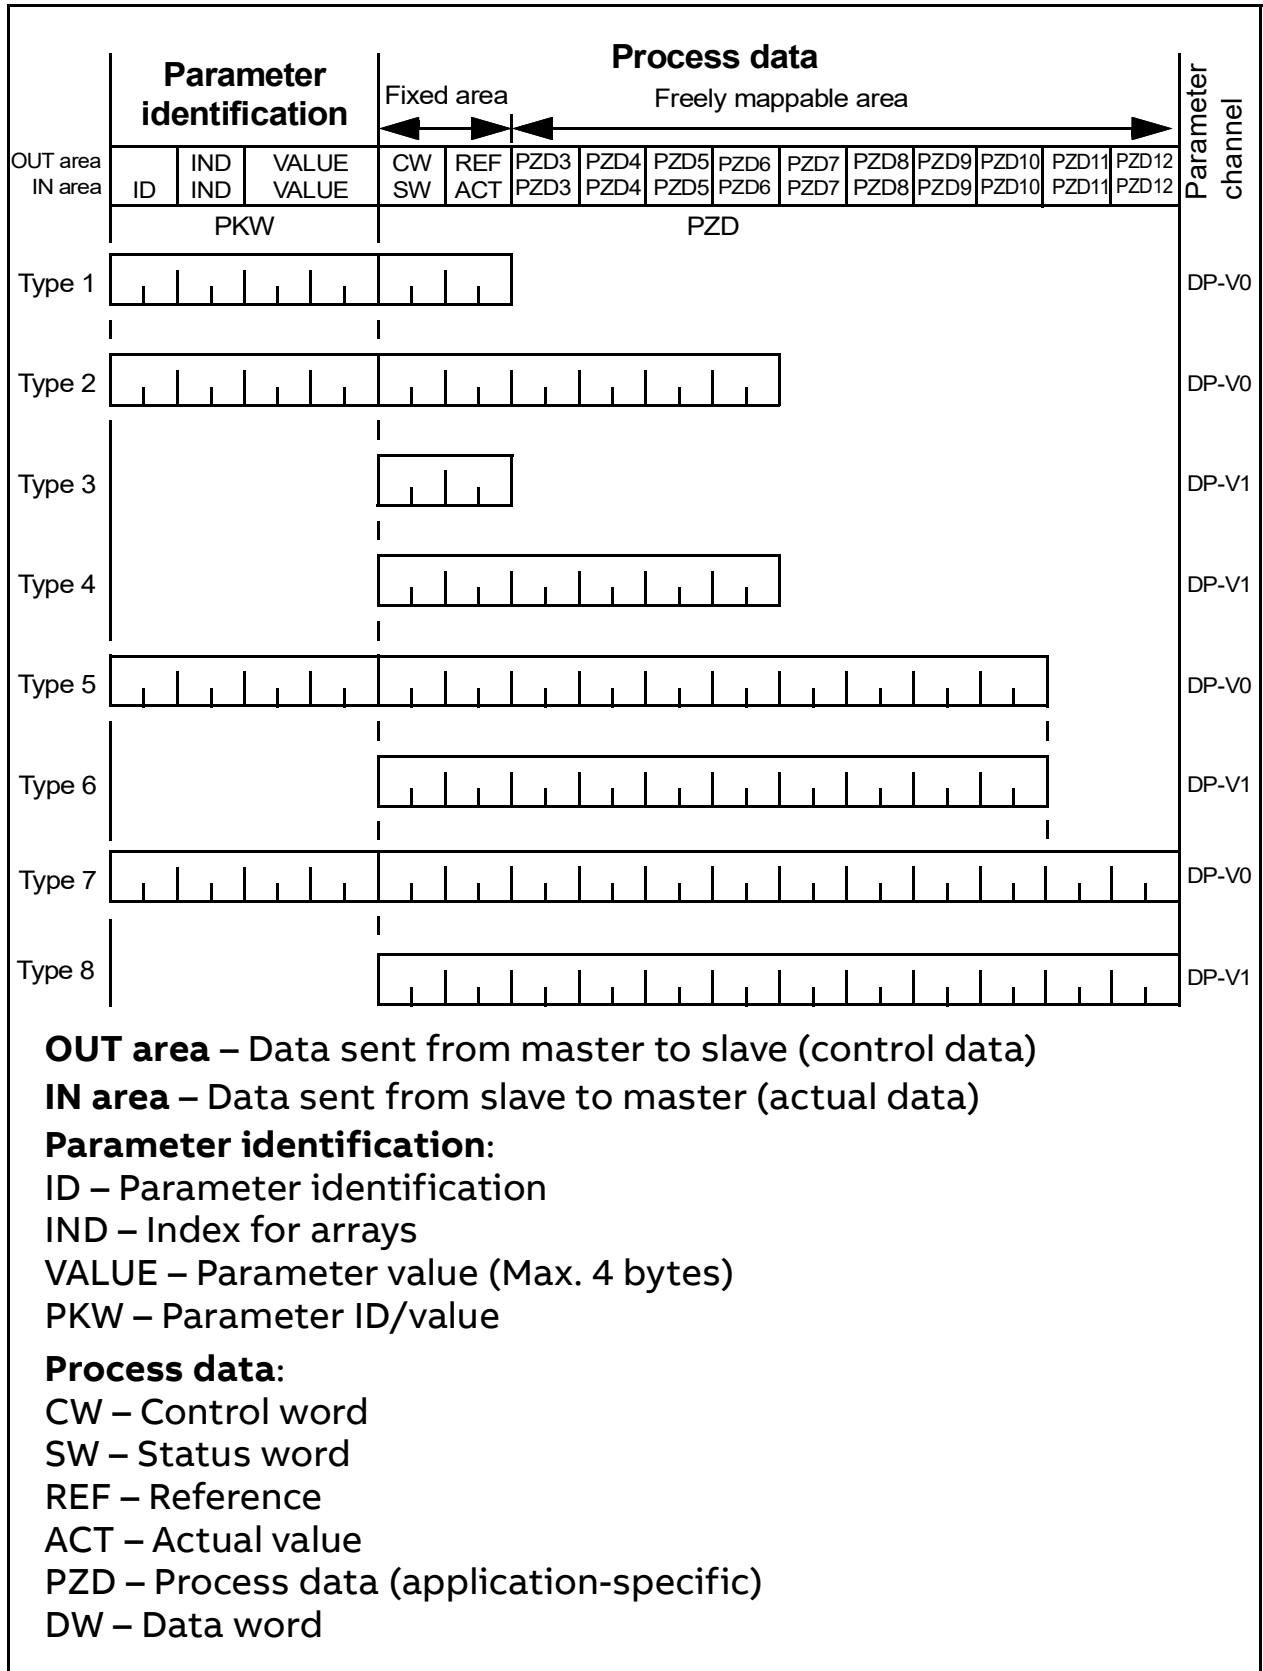 Parameter
identification
Process data
Fixed area
Freely mappable area
Parameter
channel
OUT area IND VALUE CW REF PZD3 PZD4 PZD5 PZD6 PZD7 PZD8 PZD9 PZD10 PZD11 PZD12
IN area ID IND VALUE SW ACT PZD3 PZD4 PZD5 PZD6 PZD7 PZD8 PZD9 PZD10 PZD11 PZD12
PKW PZD
Type 1 DP-V0
Type 2 DP-V0
Type 3 DP-V1
Type 4 DP-V1
Type 5 DP-V0
Type 6 DP-V1
Type 7 DP-V0
Type 8 DP-V1
OUT area – Data sent from master to slave (control data)
IN area – Data sent from slave to master (actual data)
Parameter identification:
ID – Parameter identification
IND – Index for arrays
VALUE – Parameter value (Max. 4 bytes)
PKW – Parameter ID/value
Process data:
CW – Control word
SW – Status word
REF – Reference
ACT – Actual value
PZD – Process data (application-specific)
DW – Data word